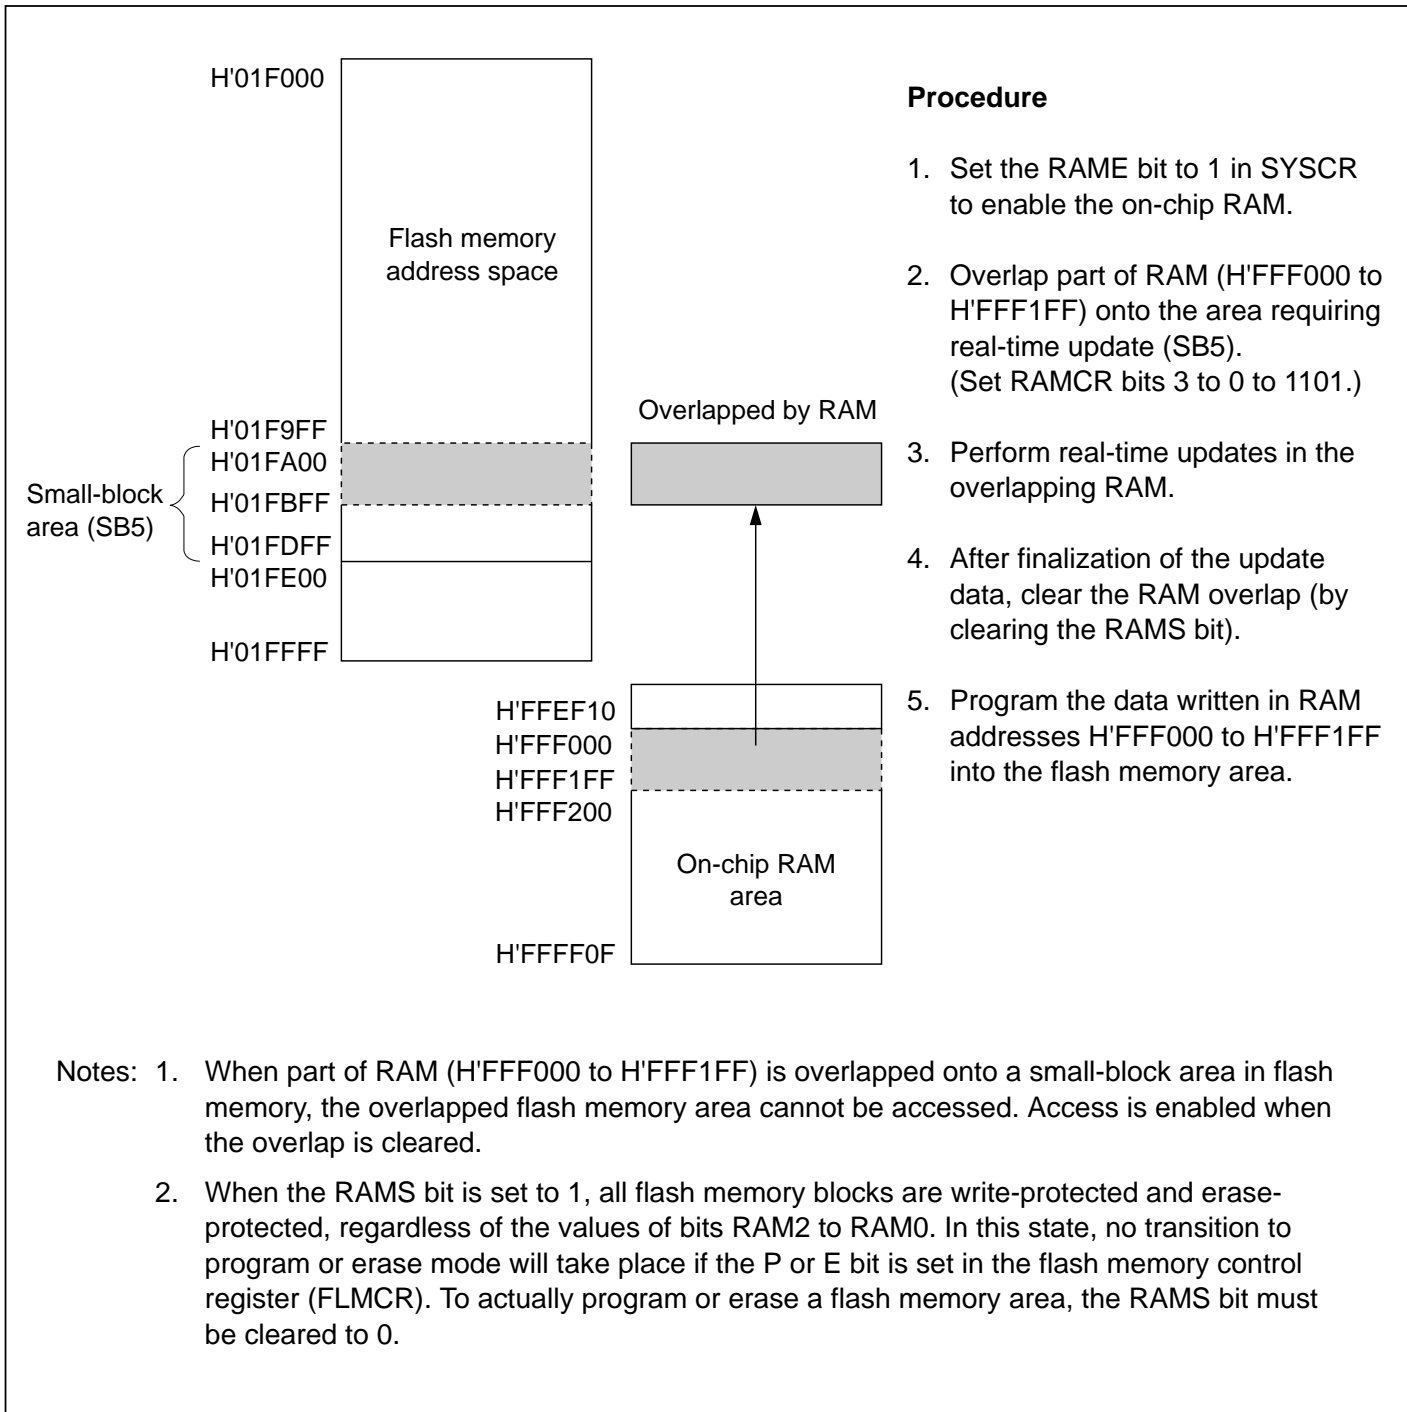 H'01F000
Flash memory
address space
H'01F9FF
H'01FA00
H'01FBFF
Small-block
area (SB5)
H'01FDFF
H'01FE00
H'01FFFF
Overlapped by RAM
H'FFEF10
H'FFF000
H'FFF1FF
H'FFF200
On-chip RAM
area
H'FFFF0F
Procedure
1. Set the RAME bit to 1 in SYSCR
to enable the on-chip RAM.
2. Overlap part of RAM (H'FFF000 to
H'FFF1FF) onto the area requiring
real-time update (SB5).
(Set RAMCR bits 3 to 0 to 1101.)
3. Perform real-time updates in the
overlapping RAM.
4. After finalization of the update
data, clear the RAM overlap (by
clearing the RAMS bit).
5. Program the data written in RAM
addresses H'FFF000 to H'FFF1FF
into the flash memory area.
Notes: 1. When part of RAM (H'FFF000 to H'FFF1FF) is overlapped onto a small-block area in flash
memory, the overlapped flash memory area cannot be accessed. Access is enabled when
the overlap is cleared.
2. When the RAMS bit is set to 1, all flash memory blocks are write-protected and erase-
protected, regardless of the values of bits RAM2 to RAM0. In this state, no transition to
program or erase mode will take place if the P or E bit is set in the flash memory control
register (FLMCR). To actually program or erase a flash memory area, the RAMS bit must
be cleared to 0.